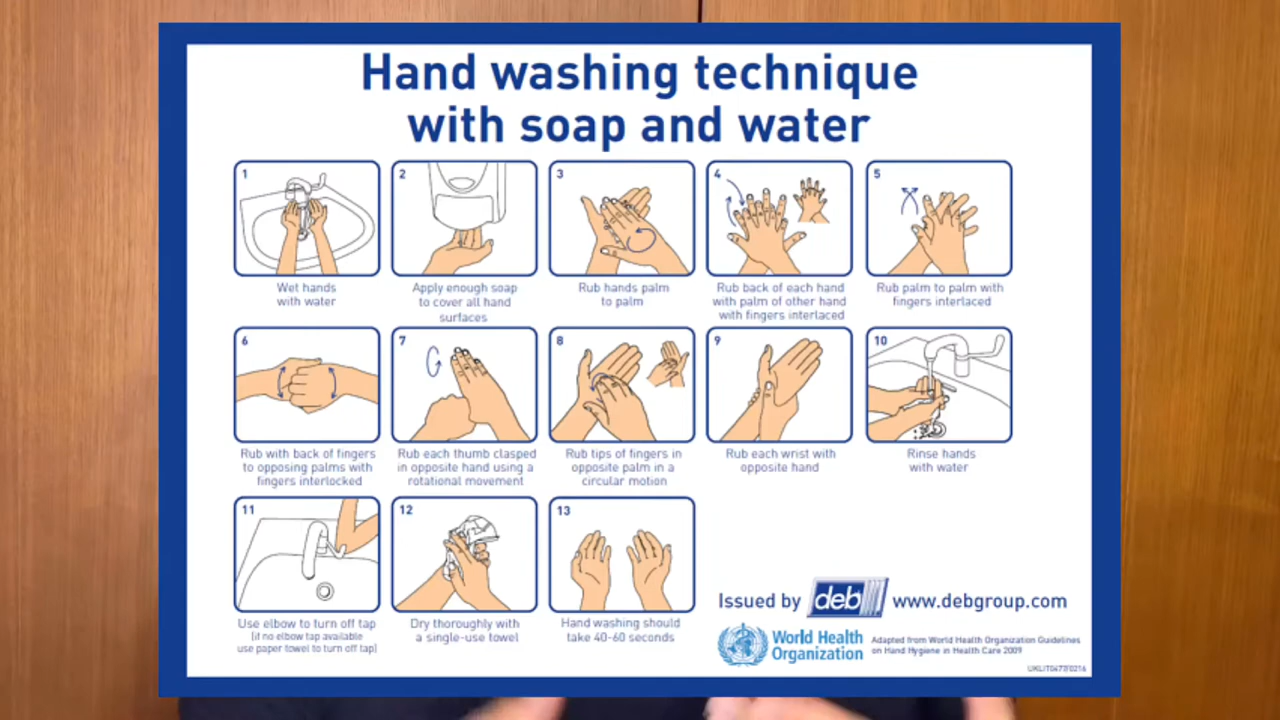 Hand washing technique
with soap and water
1
Wet hands
with water
2
Apply enough soap
to cover all hand
surfaces
3
Rub hands palm
to palm
4
Rub back of each hand
with palm of other hand
with fingers interlaced
5
Rub palm to palm with
fingers interlaced
6
Rub with back of fingers
to opposing palms with
fingers interlocked
7
Rub each thumb clasped
in opposite hand using a
rotational movement
8
Rub tips of fingers in
opposite palm in a
circular motion
9
Rub each wrist with
opposite hand
10
Rinse hands
with water
11
Use elbow to turn off tap
(if no elbow tap available
use paper towel to turn off tap)
12
Dry thoroughly with
a single-use towel
13
Hand washing should
take 40-60 seconds
Issued by deb www.debgroup.com
World Health
Organization
Adapted from World Health Organization Guidelines
on Hand Hygiene in Health Care 2009